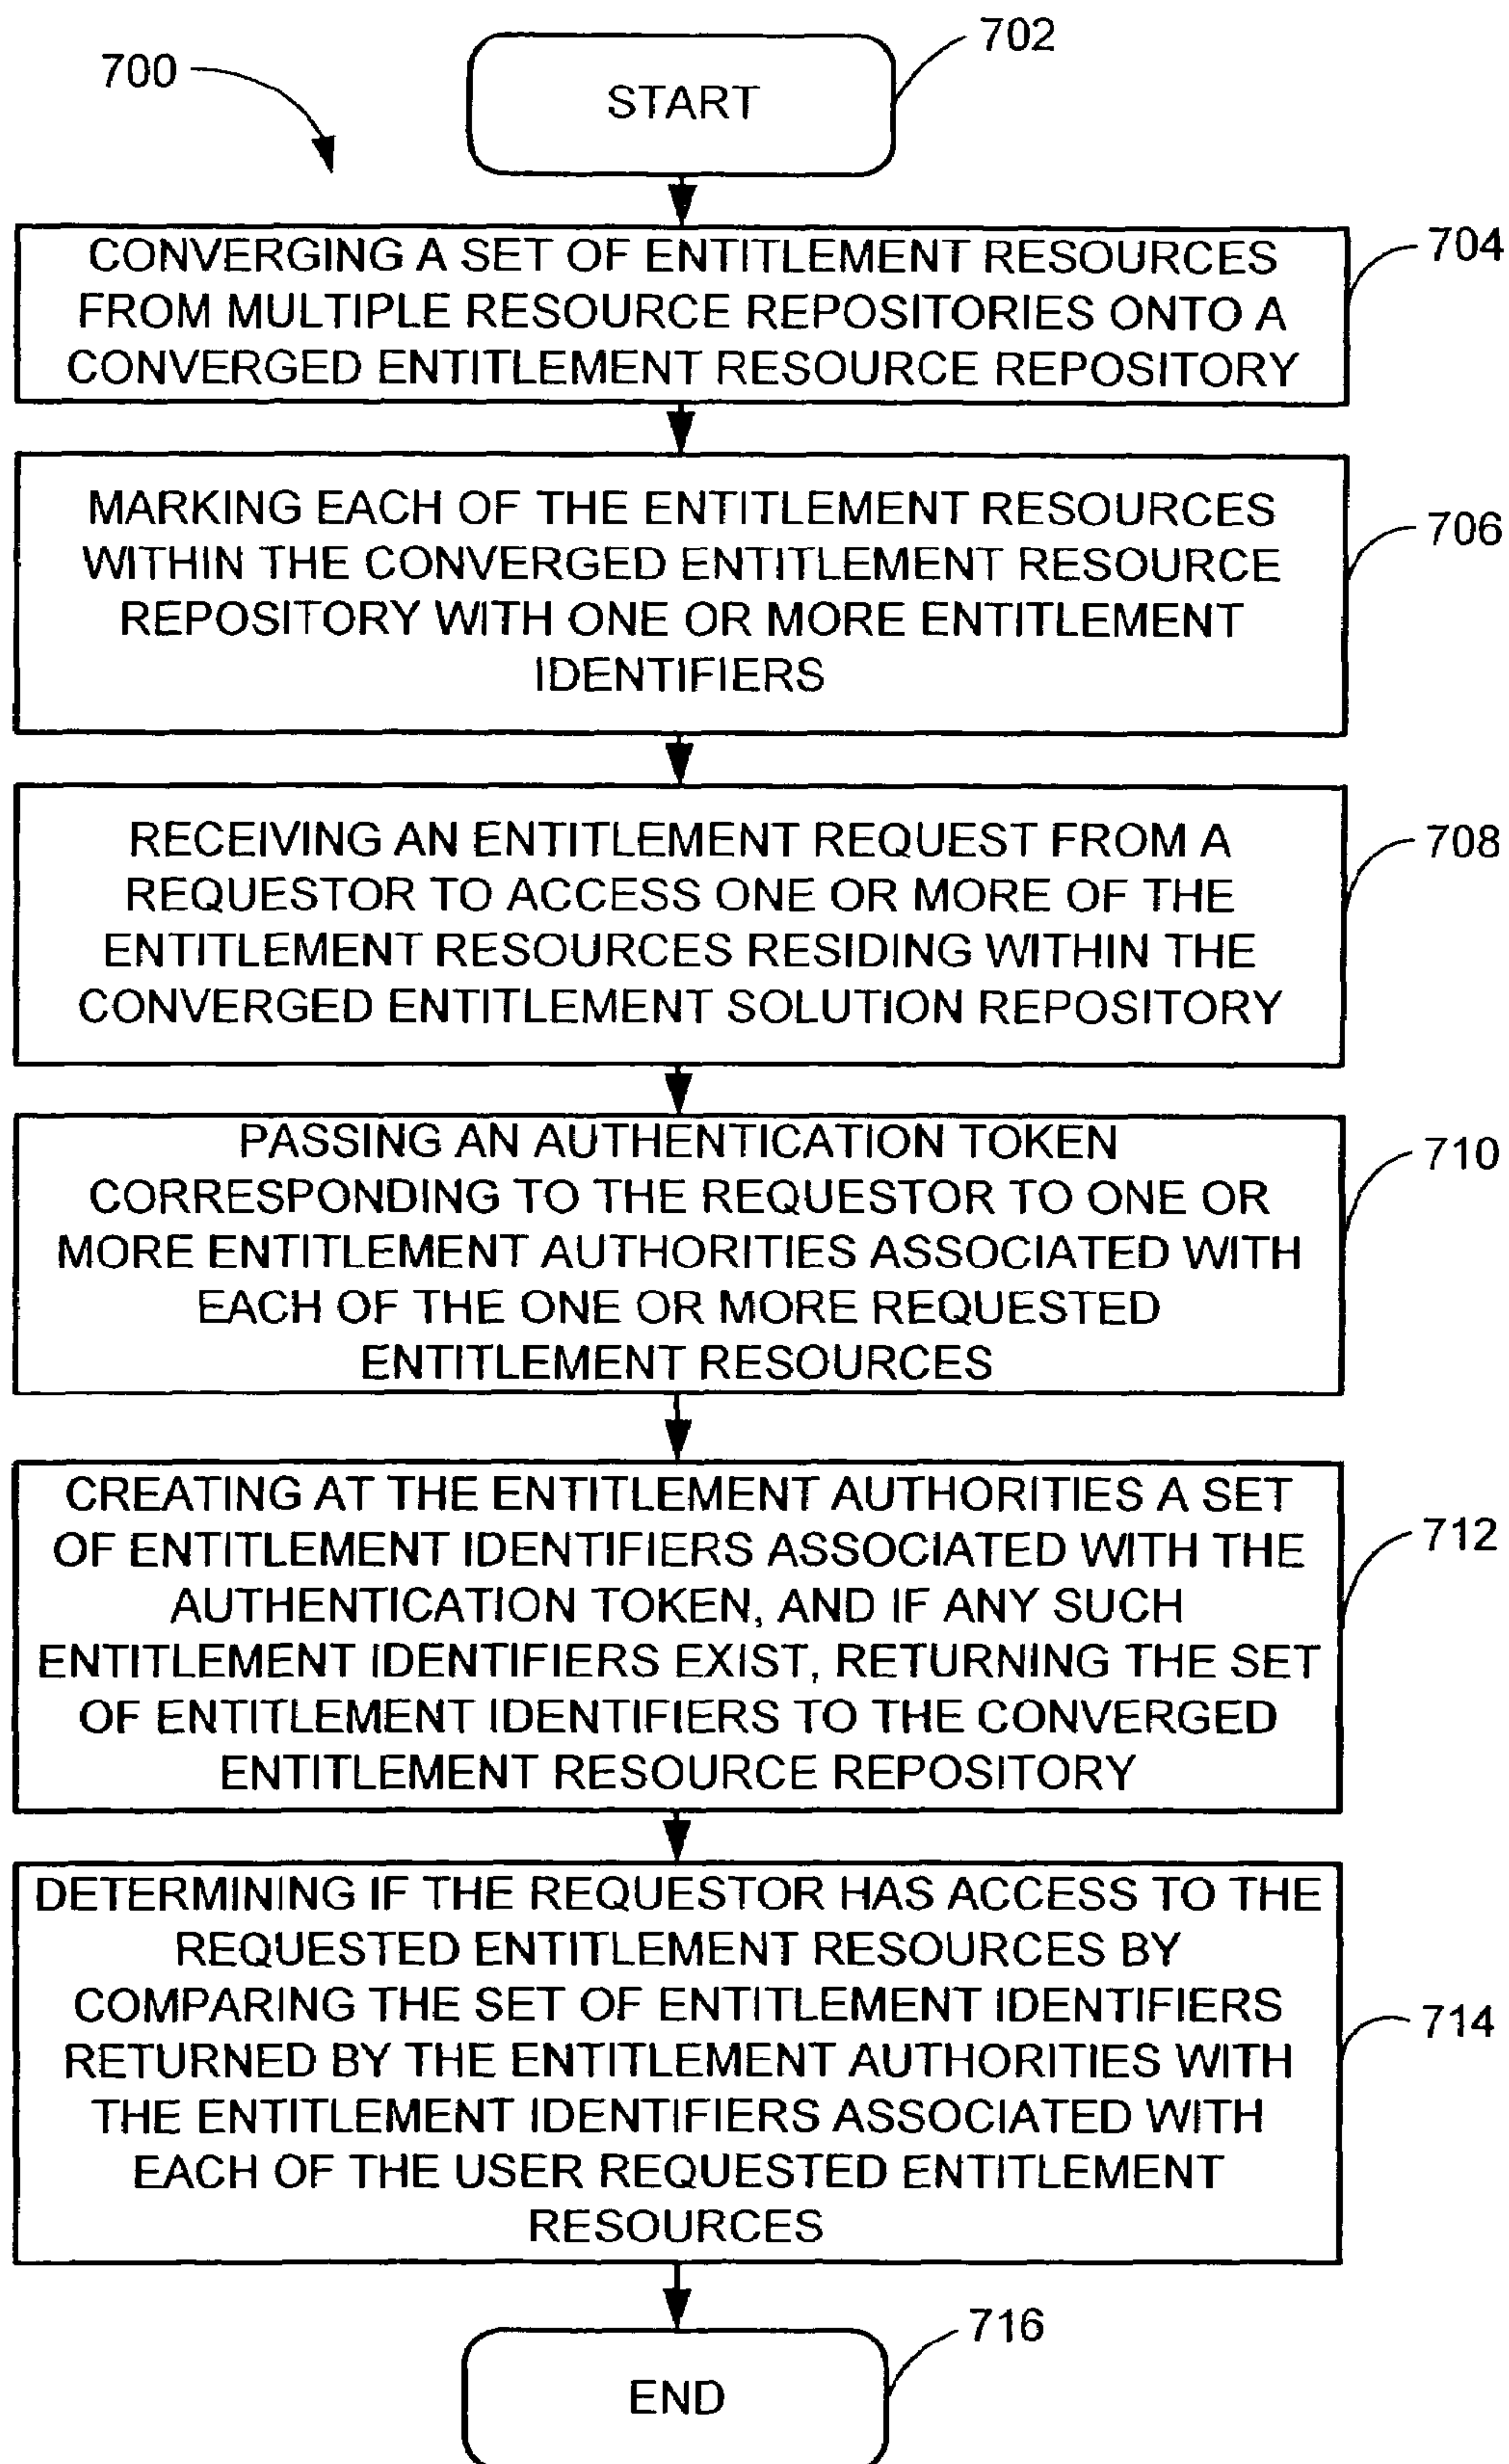 700
702
START
CONVERGING A SET OF ENTITLEMENT RESOURCES
FROM MULTIPLE RESOURCE REPOSITORIES ONTO A
CONVERGED ENTITLEMENT RESOURCE REPOSITORY
704
MARKING EACH OF THE ENTITLEMENT RESOURCES
WITHIN THE CONVERGED ENTITLEMENT RESOURCE
REPOSITORY WITH ONE OR MORE ENTITLEMENT
IDENTIFIERS
706
RECEIVING AN ENTITLEMENT REQUEST FROM A
REQUESTOR TO ACCESS ONE OR MORE OF THE
ENTITLEMENT RESOURCES RESIDING WITHIN THE
CONVERGED ENTITLEMENT SOLUTION REPOSITORY
708
PASSING AN AUTHENTICATION TOKEN
CORRESPONDING TO THE REQUESTOR TO ONE OR
MORE ENTITLEMENT AUTHORITIES ASSOCIATED WITH
EACH OF THE ONE OR MORE REQUESTED
ENTITLEMENT RESOURCES
710
CREATING AT THE ENTITLEMENT AUTHORITIES A SET
OF ENTITLEMENT IDENTIFIERS ASSOCIATED WITH THE
AUTHENTICATION TOKEN, AND IF ANY SUCH
ENTITLEMENT IDENTIFIERS EXIST, RETURNING THE SET
OF ENTITLEMENT IDENTIFIERS TO THE CONVERGED
ENTITLEMENT RESOURCE REPOSITORY
712
DETERMINING IF THE REQUESTOR HAS ACCESS TO THE
REQUESTED ENTITLEMENT RESOURCES BY
COMPARING THE SET OF ENTITLEMENT IDENTIFIERS
RETURNED BY THE ENTITLEMENT AUTHORITIES WITH
THE ENTITLEMENT IDENTIFIERS ASSOCIATED WITH
EACH OF THE USER REQUESTED ENTITLEMENT
RESOURCES
714
716
END